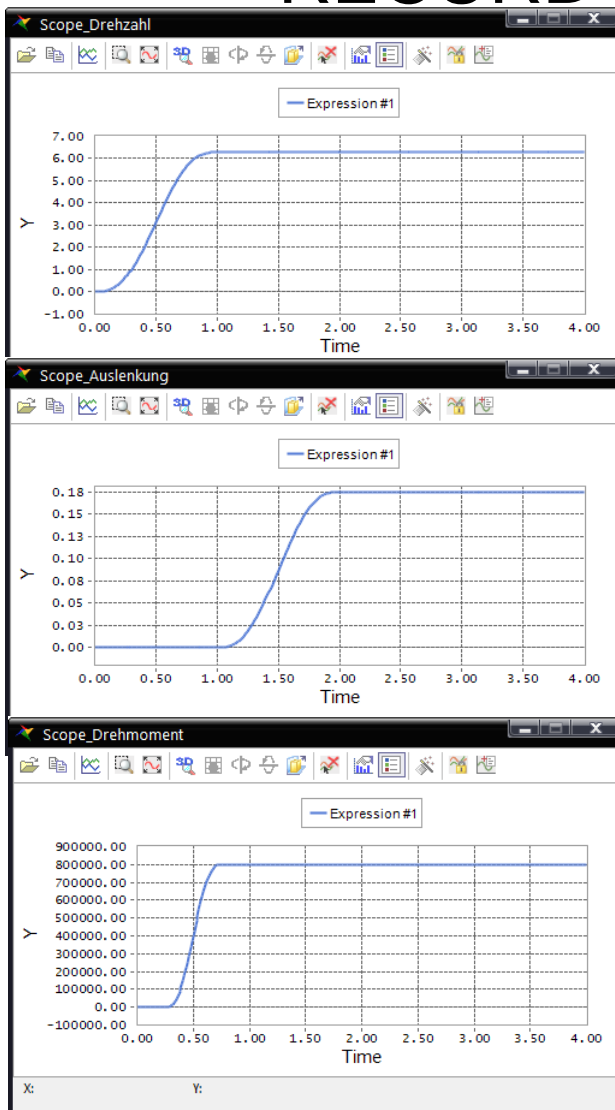 RECORD
Scope_Drehzahl
3D
Expression #1
7.00
6.00
5.00
4.00
3.00
2.00
1.00
0.00
-1.00
Y
0.00 0.50 1.00 1.50 2.00 2.50 3.00 3.50 4.00
Time
Scope_Auslenkung
3D
Expression #1
0.18
0.15
0.13
0.10
0.08
0.05
0.03
0.00
Y
0.00 0.50 1.00 1.50 2.00 2.50 3.00 3.50 4.00
Time
Scope_Drehmoment
3D
Expression #1
900000.00
800000.00
700000.00
600000.00
500000.00
400000.00
300000.00
200000.00
100000.00
0.00
-100000.00
Y
0.00 0.50 1.00 1.50 2.00 2.50 3.00 3.50 4.00
Time
X: Y: